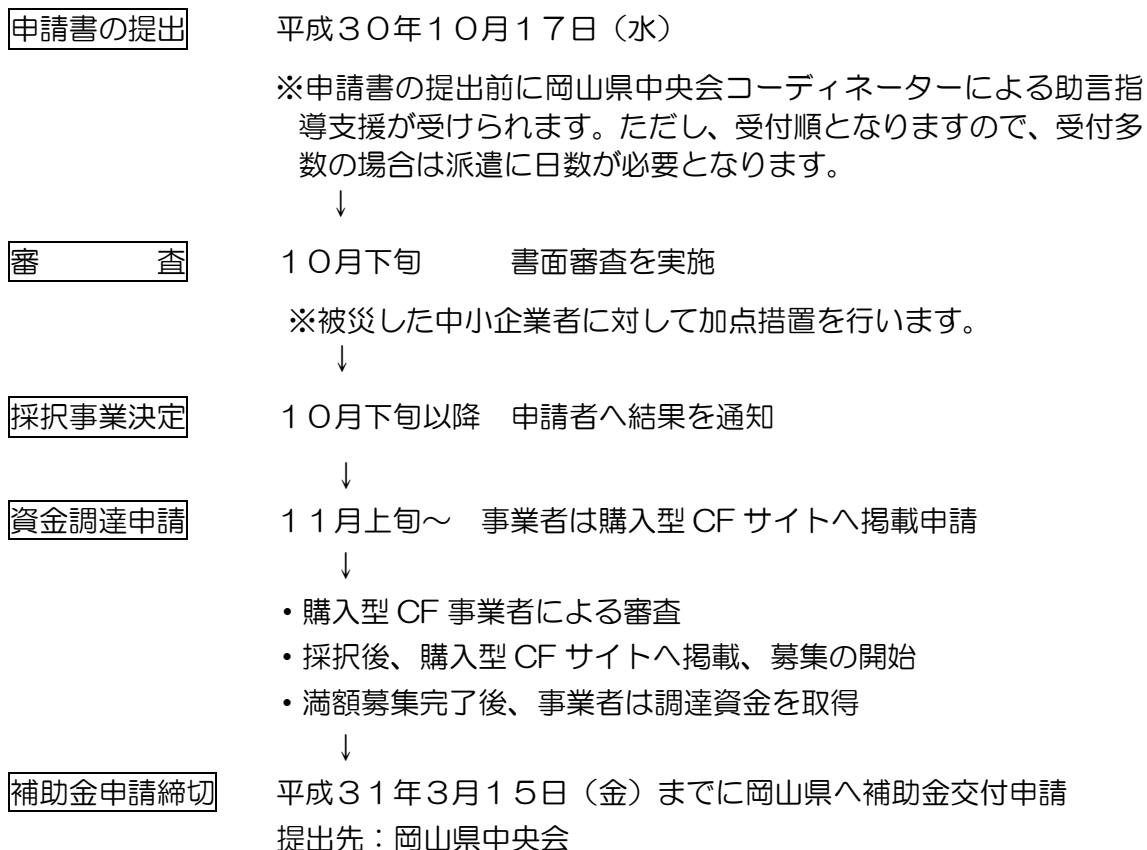 申請書の提出 平成３０年１０月１７日（水）
※申請書の提出前に岡山県中央会コーディネーターによる助言指
導支援が受けられます。ただし、受付順となりますので、受付多
数の場合は派遣に日数が必要となります。
↓
審 査 １０月下旬 書面審査を実施
※被災した中小企業者に対して加点措置を行います。
↓
採択事業決定 １０月下旬以降 申請者へ結果を通知
↓
資金調達申請 １１月上旬～ 事業者は購入型 CF サイトへ掲載申請
↓
・購入型 CF 事業者による審査
・採択後、購入型 CF サイトへ掲載、募集の開始
・満額募集完了後、事業者は調達資金を取得
↓
補助金申請締切 平成３１年３月１５日（金）までに岡山県へ補助金交付申請
提出先：岡山県中央会